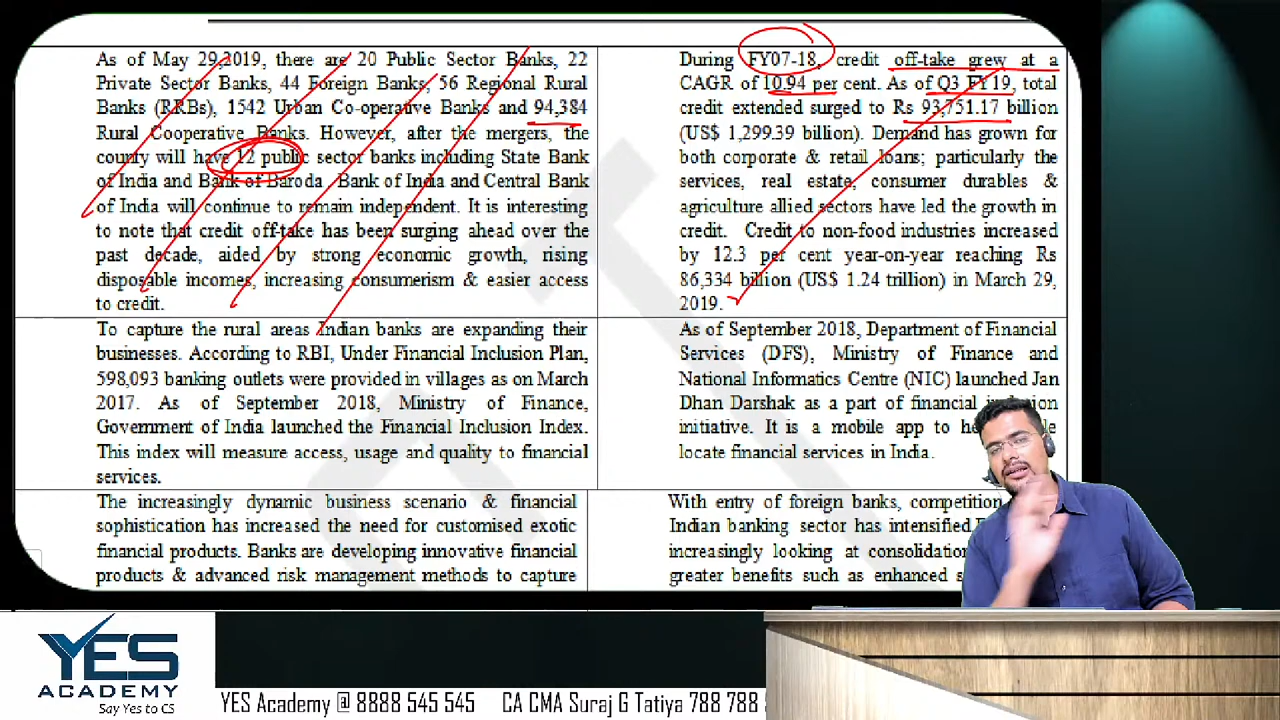 As of May 29,2019, there are 20 Public Sector Banks, 22
Private Sector Banks, 44 Foreign Banks, 56 Regional Rural
Banks (RRBs), 1542 Urban Co-operative Banks and 94,384
Rural Cooperative Banks. However, after the mergers, the
county will have 12 public sector banks including State Bank
of India and Bank of Baroda Bank of India and Central Bank
of India will continue to remain independent. It is interesting
to note that credit off-take has been surging ahead over the
past decade, aided by strong economic growth, rising
disposable incomes, increasing consumerism & easier access
to credit.
During FY07-18, credit off-take grew at a
CAGR of 10.94 per cent. As of Q3 FY19, total
credit extended surged to Rs 93,751.17 billion
(US$ 1,299.39 billion). Demand has grown for
both corporate & retail loans; particularly the
services, real estate, consumer durables &
agriculture allied sectors have led the growth in
credit. Credit to non-food industries increased
by 12.3 per cent year-on-year reaching Rs
86,334 billion (US$ 1.24 trillion) in March 29,
2019.
To capture the rural areas Indian banks are expanding their
businesses. According to RBI, Under Financial Inclusion Plan,
598,093 banking outlets were provided in villages as on March
2017. As of September 2018, Ministry of Finance,
Government of India launched the Financial Inclusion Index.
This index will measure access, usage and quality to financial
services.
As of September 2018, Department of Financial
Services (DFS), Ministry of Finance and
National Informatics Centre (NIC) launched Jan
Dhan Darshak as a part of financial
initiative. It is a mobile app to
locate financial services in India.
The increasingly dynamic business scenario & financial
sophistication has increased the need for customised exotic
financial products. Banks are developing innovative financial
products & advanced risk management methods to capture
With entry of foreign banks, competition
Indian banking sector has intensified.
increasingly looking at consolidation
greater benefits such as enhanced
YES
ACADEMY
Say Yes to CS
YES Academy @ 8888 545 545 CA CMA Suraj G Tatiya 788 788